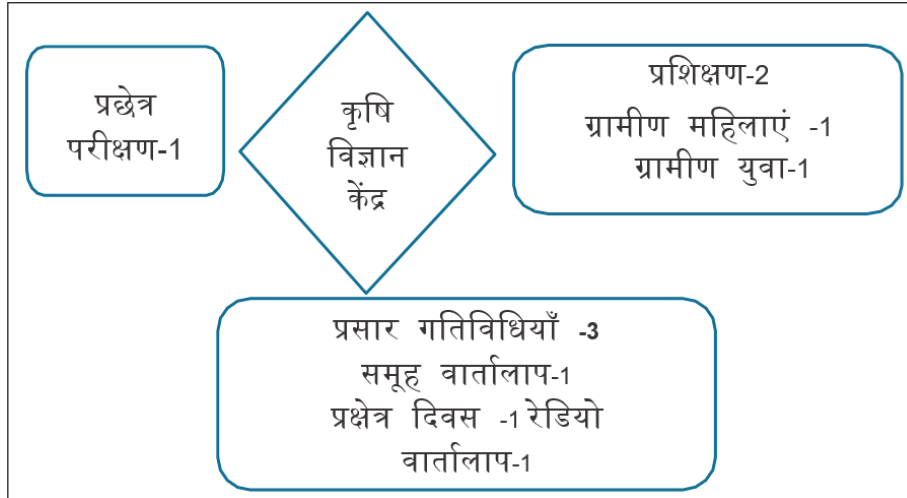 प्रछेत्र
परीक्षण-1
कृषि
विज्ञान
केंद्र
प्रशिक्षण-2
ग्रामीण महिलाएं -1
ग्रामीण युवा-1
प्रसार गतिविधियाँ -3
समूह वार्तालाप-1
प्रक्षेत्र दिवस -1 रेडियो
वार्तालाप-1